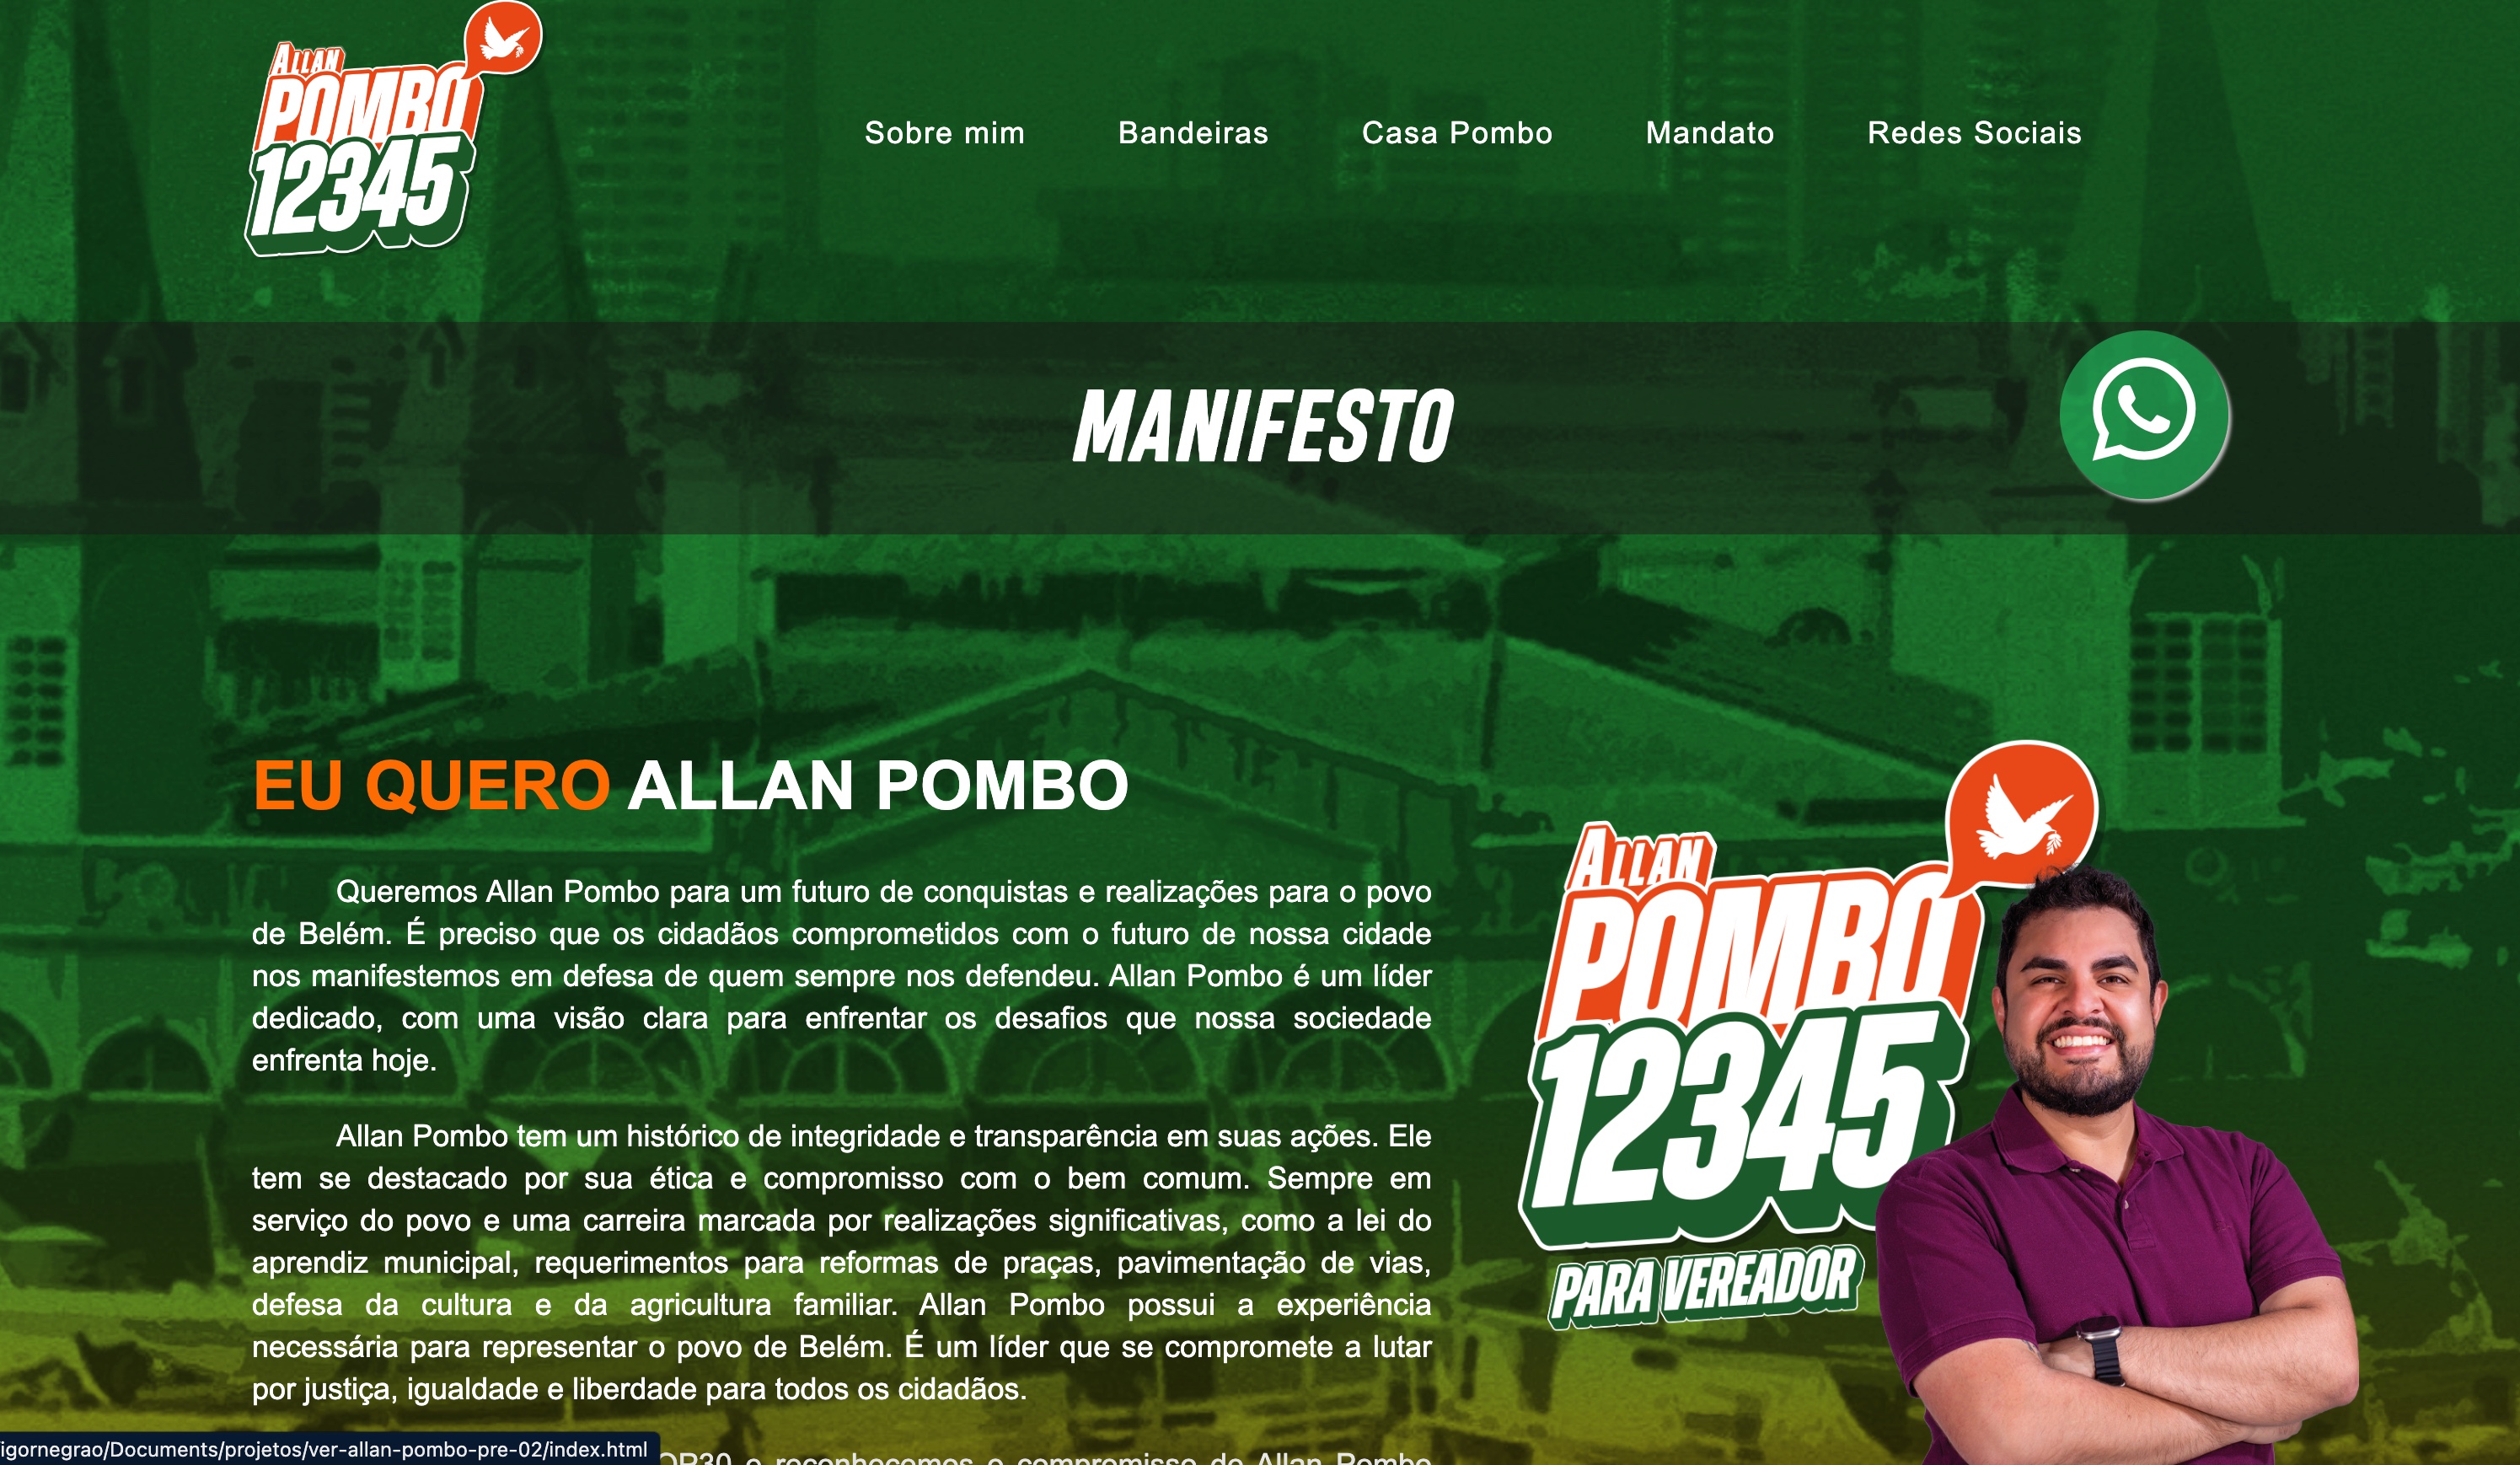 ALLAN
POMBO
12345
Sobre mim
Bandeiras
Casa Pombo
Mandato
Redes Sociais
MANIFESTO
EU QUERO ALLAN POMBO
Queremos Allan Pombo para um futuro de conquistas e realizações para o povo
de Belém. É preciso que os cidadãos comprometidos com o futuro de nossa cidade
nos manifestemos em defesa de quem sempre nos defendeu. Allan Pombo é um líder
dedicado, com uma visão clara para enfrentar os desafios que nossa sociedade
enfrenta hoje.
Allan Pombo tem um histórico de integridade e transparência em suas ações. Ele
tem se destacado por sua ética e compromisso com o bem comum. Sempre em
serviço do povo e uma carreira marcada por realizações significativas, como a lei do
aprendiz municipal, requerimentos para reformas de praças, pavimentação de vias,
defesa da cultura e da agricultura familiar. Allan Pombo possui a experiência
necessária para representar o povo de Belém. É um líder que se compromete a lutar
por justiça, igualdade e liberdade para todos os cidadãos.
OP30 e reconhecemos o compromisso de Allan Pombo
ALLAN
POMBO
12345
PARA VEREADOR
igornegrao/Documents/projetos/ver-allan-pombo-pre-02/index.html